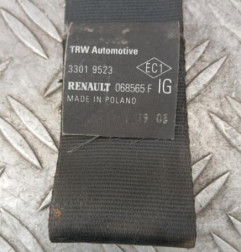 TRW Automotive
3301 9523 EC1
RENAULT 068565 F IG
MADE IN POLAND